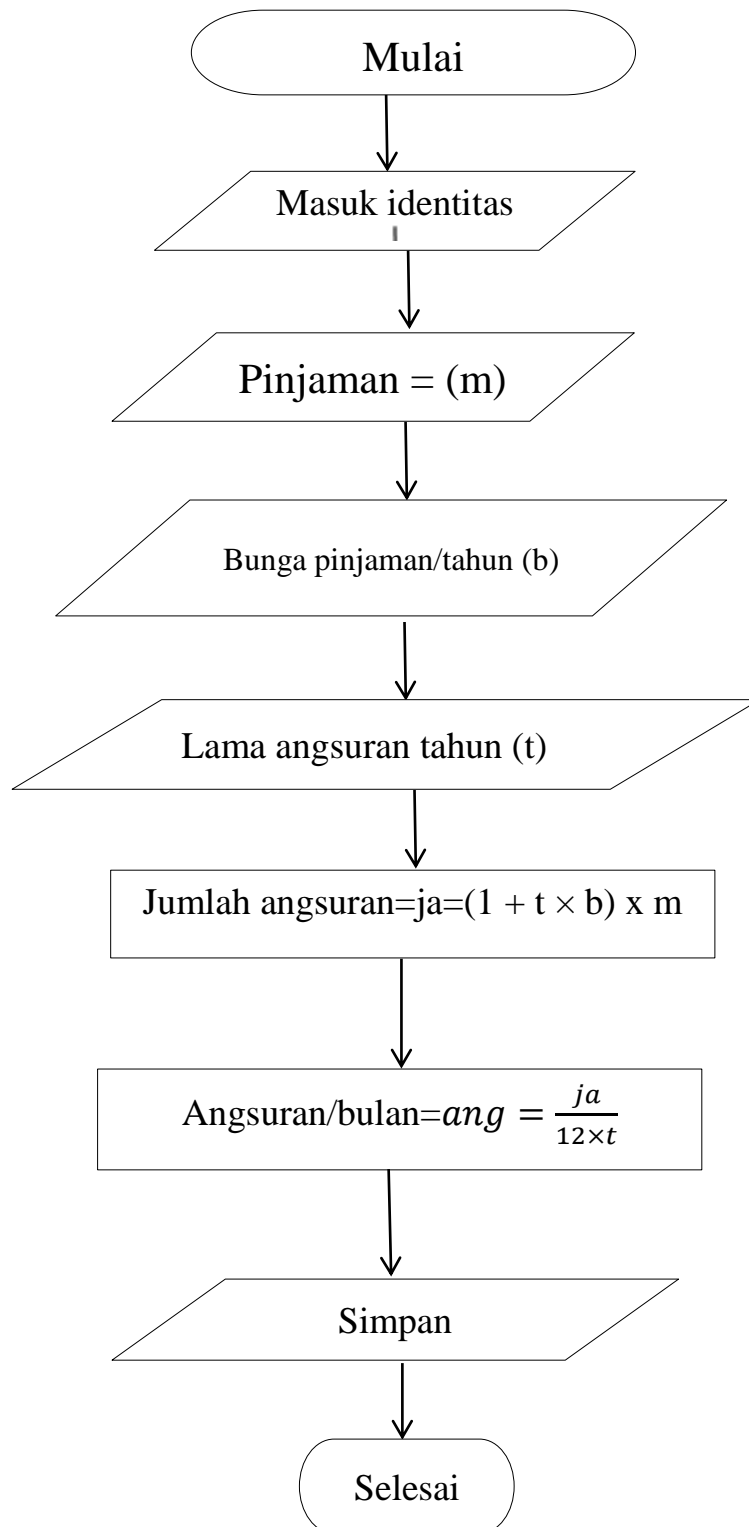 Mulai
Masuk identitas
Pinjaman = (m)
Bunga pinjaman/tahun (b)
Lama angsuran tahun (t)
Jumlah angsuran=ja=(1 + t × b) x m
Angsuran/bulan=ang = ja / 12×t
Simpan
Selesai